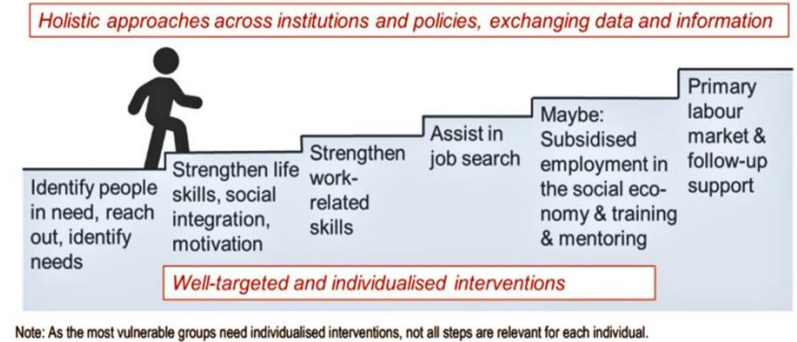 Holistic approaches across institutions and policies, exchanging data and information
Identify people
in need, reach
out, identify
needs
Strengthen life
skills, social
integration,
motivation
Strengthen
work-
related
skills
Assist in
job search
Maybe:
Subsidised
employment in
the social eco-
nomy & training
& mentoring
Primary
labour
market &
follow-up
support
Well-targeted and individualised interventions
Note: As the most vulnerable groups need individualised interventions, not all steps are relevant for each individual.